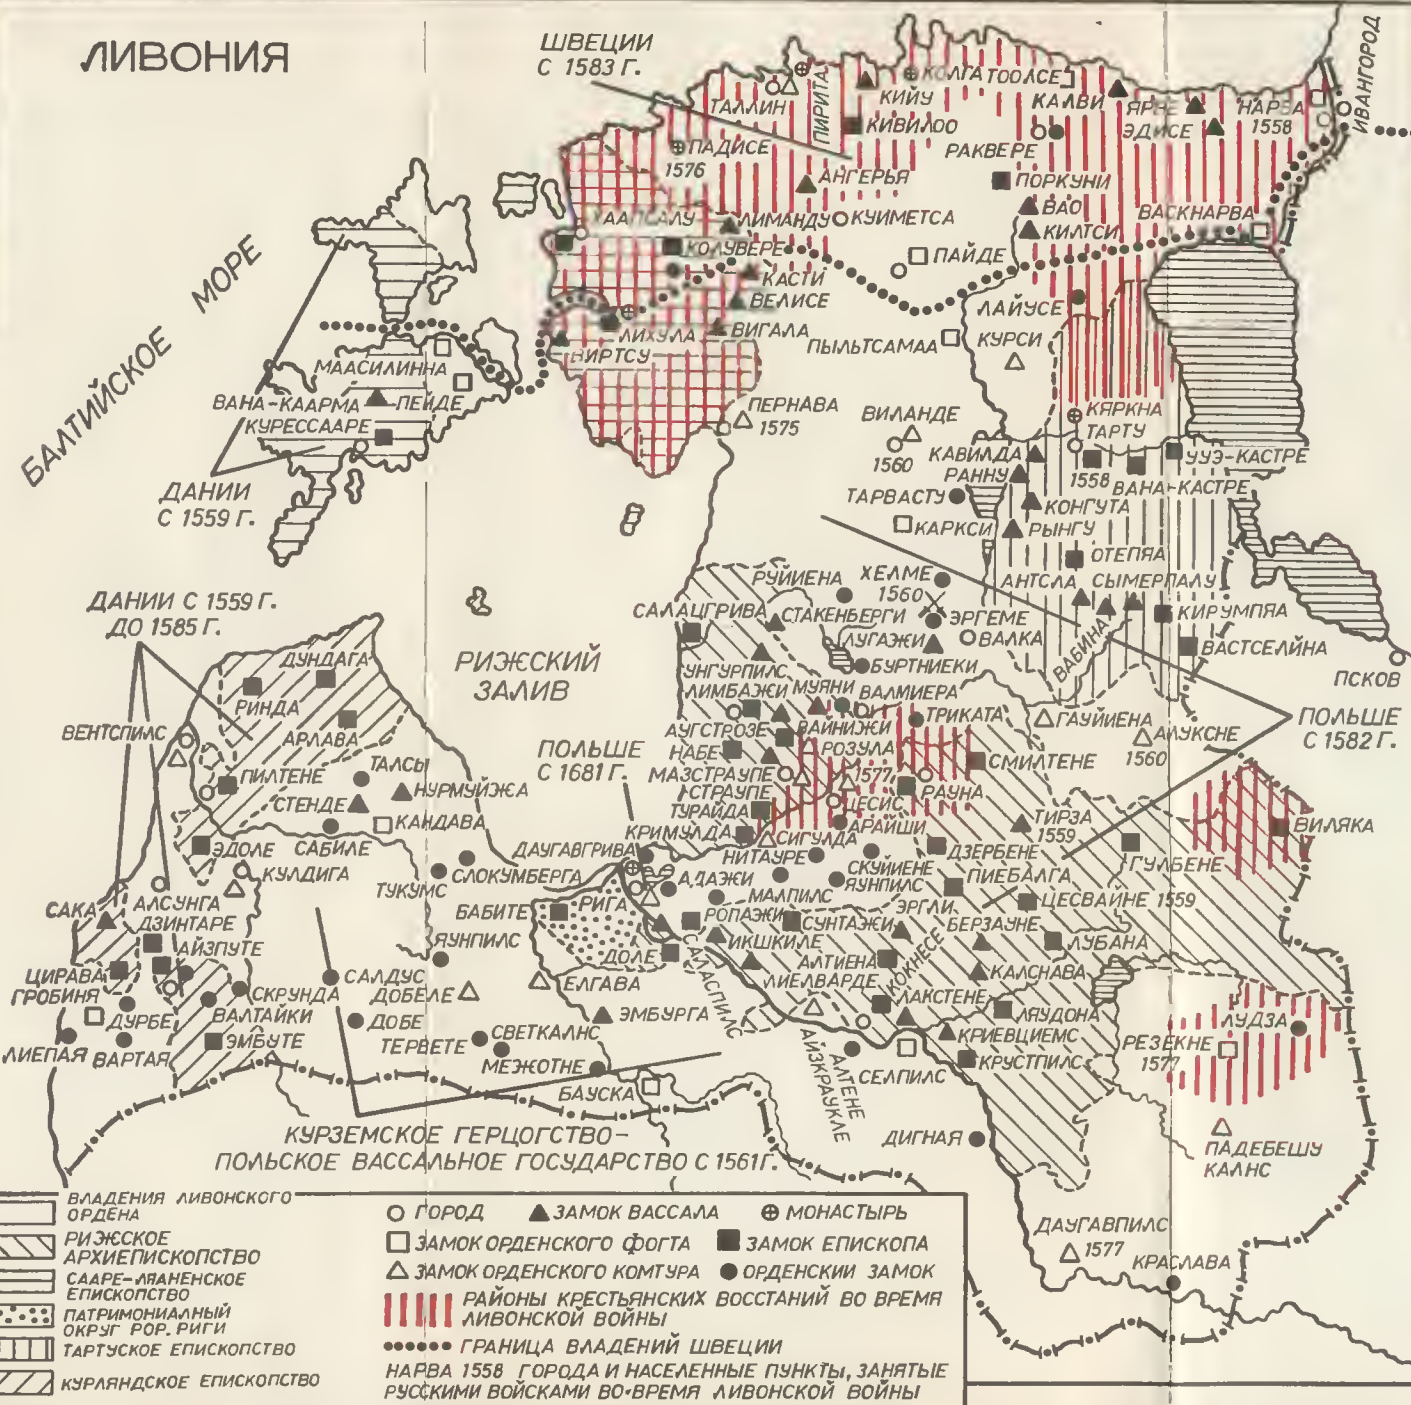 ЛИВОНИЯ
ШВЕЦИИ
С 1583 Г.
ТАЛЛИН
ПИРИТА
КИЙУ
КОЛГА
ТООЛСЕ
КАЛВИ
ЯРВЕ
ЭДИСЕ
НАРВА
1558
ИВАНГОРОД
КИВИЛОО
РАКВЕРЕ
ПАДИСЕ
1576
АНГЕРЬЯ
ПОРКУНИ
ВАО
КИЛТСИ
ВАСКНАРВА
ХААПСАЛУ
ЛИМАНДУ
КУИМЕТСА
КОЛУВЕРЕ
ПАЙДЕ
КАСТИ
ВЕЛИСЕ
ЛАЙУСЕ
КУРСИ
ПЫЛЬТСАМАА
ЛИХУЛА
ВИГАЛА
ВИРТСУ
БАЛТИЙСКОЕ МОРЕ
МААСИЛИННА
ВАНА-КААРМА
ПЕЙДЕ
КУРЕССААРЕ
ДАНИИ
С 1559 Г.
ПЕРНАВА
1575
ВИЛАНДЕ
1560
КЯРКНА
ТАРТУ
1558
КАВИЛДА
РАННУ
УУЭ-КАСТРЕ
ВАНА-КАСТРЕ
ТАРВАСТУ
КОНГУТА
КАРКСИ
РЫНГУ
ОТЕПЯА
АНТСЛА
СЫМЕРПАЛУ
КИРУМПЯА
ВАСТСЕЛЙНА
ВАБИНА
ПСКОВ
РУЙИЕНА
ХЕЛМЕ
1560
ЭРГЕМЕ
САЛАЦГРИВА
СТАКЕНБЕРГИ
ЛУГАЖИ
ВАЛКА
БУРТНИЕКИ
ДАНИИ С 1559 Г.
ДО 1585 Г.
РИЖСКИЙ
ЗАЛИВ
ДУНДАГА
РИНДА
АРЛАВА
ВЕНТСПИЛС
ПИЛТЕНЕ
ТАЛСЫ
СТЕНДЕ
НУРМУЙЖА
КАНДАВА
САБИЛЕ
ЭДОЛЕ
КУЛДИГА
УНГУРПИЛС
ЛИМБАЖИ
МУЯНИ
ВАЛМИЕРА
АУГСТРОЗЕ
ВАЙНИЖИ
ТРИКАТА
ГАУЙИЕНА
АЛУКСНЕ
1560
ПОЛЬШЕ
С 1582 Г.
ПОЛЬШЕ
С 1681 Г.
НАБЕ
РОЗУЛА
СМИЛТЕНЕ
МАЗСТРАУПЕ
1577
СТРАУПЕ
ЦЕСИС
РАУНА
ТУРАЙДА
АРАЙШИ
ТИРЗА
1559
КРИМУЛДА
СИГУЛДА
ДЗЕРБЕНЕ
ГУЛБЕНЕ
ВИЛЯКА
ДАУГАВГРИВА
НИТАУРЕ
СКУЙИЕНЕ
ПИЕБАЛГА
СЛОКУМБЕРГА
ТУКУМС
АДАЖИ
МАЛПИЛС
ЯУНПИЛС
ЭРГЛИ
ЦЕСВАЙНЕ 1559
РИГА
БАБИТЕ
РОПАЖИ
СУНТАЖИ
БЕРЗАУНЕ
ЛУБАНА
САКА
АЛСУНГА
ДЗИНТАРЕ
АЙЗПУТЕ
ЯУНПИЛС
ИКШКИЛЕ
ДОЛЕ
САЛАСПИЛС
АЛТИЕНА
КОКНЕСЕ
КАЛСНАВА
ЛИЕЛВАРДЕ
ЦИРАВА
ГРОБИНЯ
САЛДУС
ДОБЕЛЕ
ЕЛГАВА
СКРУНДА
ЛАКСТЕНЕ
ЛЯУДОНА
ЛУДЗА
ДУРБЕ
ВАЛТАЙКИ
ДОБЕ
ЭМБУРГА
ЛИЕПАЯ
ВАРТАЯ
ЭМБУТЕ
ТЕРВЕТЕ
СВЕТКАЛНС
МЕЖОТНЕ
БАУСКА
АЙЗКРАУКЛЕ
АЛТЕНЕ
СЕЛПИЛС
КРИЕВЦИЕМС
КРУСТПИЛС
РЕЗЕКНЕ
1577
ДИГНАЯ
ПАДЕБЕШУ
КАЛНС
КУРЗЕМСКОЕ ГЕРЦОГСТВО-
ПОЛЬСКОЕ ВАССАЛЬНОЕ ГОСУДАРСТВО С 1561 Г.
ДАУГАВПИЛС
1577
КРАСЛАВА
ВЛАДЕНИЯ ЛИВОНСКОГО
ОРДЕНА
РИЖСКОЕ
АРХИЕПИСКОПСТВО
СААРЕ-ЛЯАНЕНСКОЕ
ЕПИСКОПСТВО
ПАТРИМОНИАЛЬНЫЙ
ОКРУГ РОР. РИГИ
ТАРТУСКОЕ ЕПИСКОПСТВО
КУРЛЯНДСКОЕ ЕПИСКОПСТВО
ГОРОД
ЗАМОК ВАССАЛА
МОНАСТЫРЬ
ЗАМОК ОРДЕНСКОГО ФОГТА
ЗАМОК ЕПИСКОПА
ЗАМОК ОРДЕНСКОГО КОМТУРА
ОРДЕНСКИЙ ЗАМОК
РАЙОНЫ КРЕСТЬЯНСКИХ ВОССТАНИЙ ВО ВРЕМЯ
ЛИВОНСКОЙ ВОЙНЫ
ГРАНИЦА ВЛАДЕНИЙ ШВЕЦИИ
НАРВА 1558 ГОРОДА И НАСЕЛЕННЫЕ ПУНКТЫ, ЗАНЯТЫЕ
РУССКИМИ ВОЙСКАМИ ВО ВРЕМЯ ЛИВОНСКОЙ ВОЙНЫ